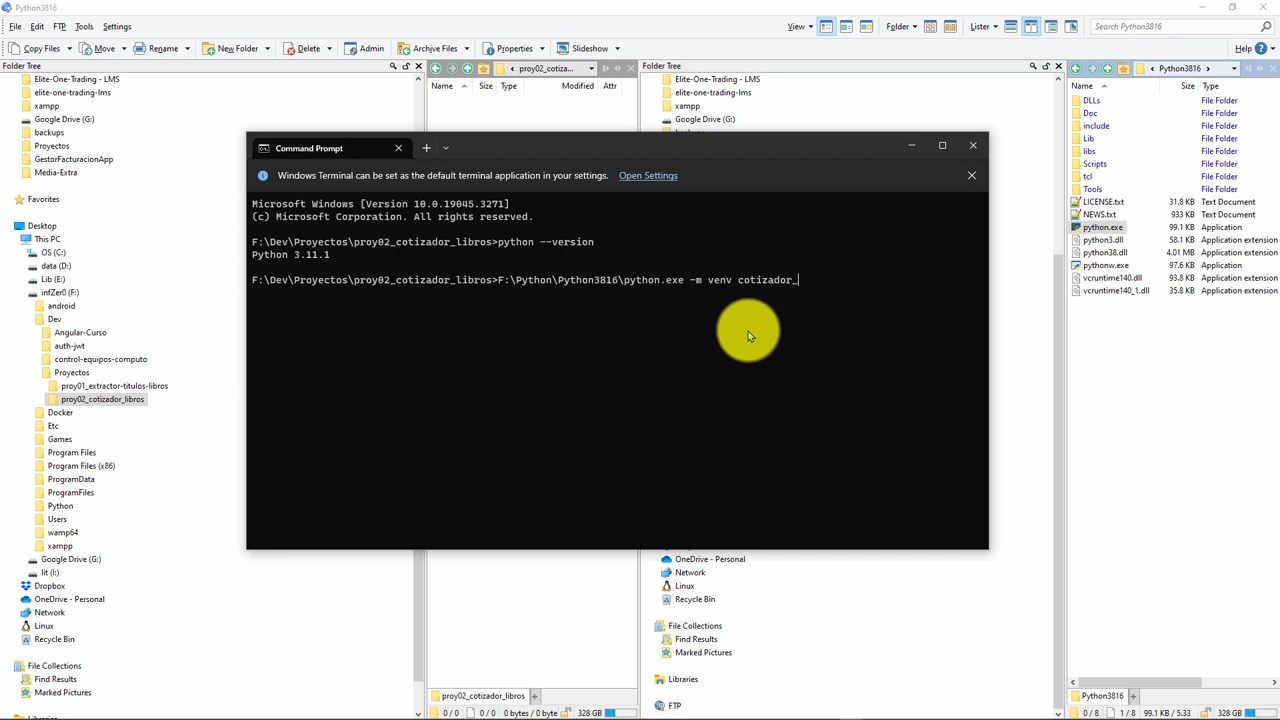 Python3816
File Edit FTP Tools Settings
View Folder Lister Search Python3816
Copy Files Move Rename New Folder Delete Admin Archive Files Properties Slideshow Help
Folder Tree
Elite-One-Trading - LMS
elite-one-trading-lms
xampp
Google Drive (G:)
backups
Proyectos
GestorFacturacionApp
Media-Extra
Favorites
Desktop
This PC
OS (C:)
data (D:)
Lib (E:)
infZer0 (F:)
android
Dev
Angular-Curso
auth-jwt
control-equipos-computo
Proyectos
proy01_extractor-titulos-libros
proy02_cotizador_libros
Docker
Etc
Games
Program Files
Program Files (x86)
ProgramData
ProgramFiles
Python
Users
wamp64
xampp
Google Drive (G:)
lit (I:)
Dropbox
OneDrive - Personal
Network
Linux
Recycle Bin
File Collections
Find Results
Marked Pictures
proy02_cotiza...
Name Size Type Modified Attr
Command Prompt
Windows Terminal can be set as the default terminal application in your settings. Open Settings
Microsoft Windows [Version 10.0.19045.3271]
(c) Microsoft Corporation. All rights reserved.
F:\Dev\Proyectos\proy02_cotizador_libros>python --version
Python 3.11.1
F:\Dev\Proyectos\proy02_cotizador_libros>F:\Python\Python3816\python.exe -m venv cotizador_
proy02_cotizador_libros
0 / 0 0 / 0 0 bytes / 0 byte 328 GB
Folder Tree
Elite-One-Trading - LMS
elite-one-trading-lms
xampp
Google Drive (G:)
OneDrive - Personal
Network
Linux
Recycle Bin
File Collections
Find Results
Marked Pictures
Libraries
FTP
Python3816
Name Size Type
DLLs File Folder
Doc File Folder
include File Folder
Lib File Folder
libs File Folder
Scripts File Folder
tcl File Folder
Tools File Folder
LICENSE.txt 31.8 KB Text Document
NEWS.txt 933 KB Text Document
python.exe 99.1 KB Application
python3.dll 58.1 KB Application
python38.dll 4.01 MB Application
pythonw.exe 97.6 KB Application
vcruntime140.dll 94.1 KB Application
vcruntime140_1.dll 35.8 KB Application
Python3816
0 / 8 1 / 8 99.1 KB / 5.33 328 GB